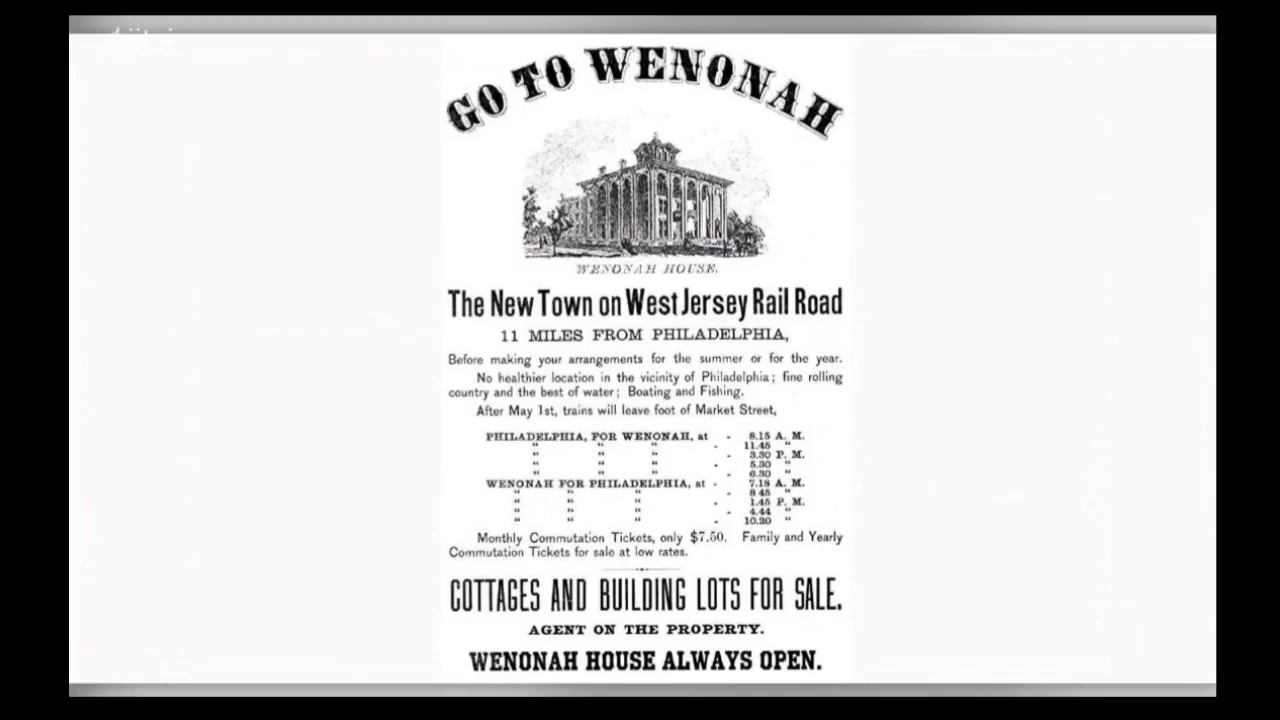 GO TO WENONAH
WENONAH HOUSE.
The New Town on West Jersey Rail Road
11 MILES FROM PHILADELPHIA,
Before making your arrangements for the summer or for the year.
No healthier location in the vicinity of Philadelphia; fine rolling
country and the best of water; Boating and Fishing.
After May 1st, trains will leave foot of Market Street,
PHILADELPHIA, FOR WENONAH, at - 8.15 A. M.
" " " - 11.45 "
" " " - 3.30 P. M.
" " " - 5.30 "
" " " - 6.30 "
WENONAH FOR PHILADELPHIA, at - 7.18 A. M.
" " " - 8 45 "
" " " - 1.45 P. M.
" " " - 4.44 "
" " " - 10.20 "
Monthly Commutation Tickets, only $7.50. Family and Yearly
Commutation Tickets for sale at low rates.
COTTAGES AND BUILDING LOTS FOR SALE.
AGENT ON THE PROPERTY.
WENONAH HOUSE ALWAYS OPEN.